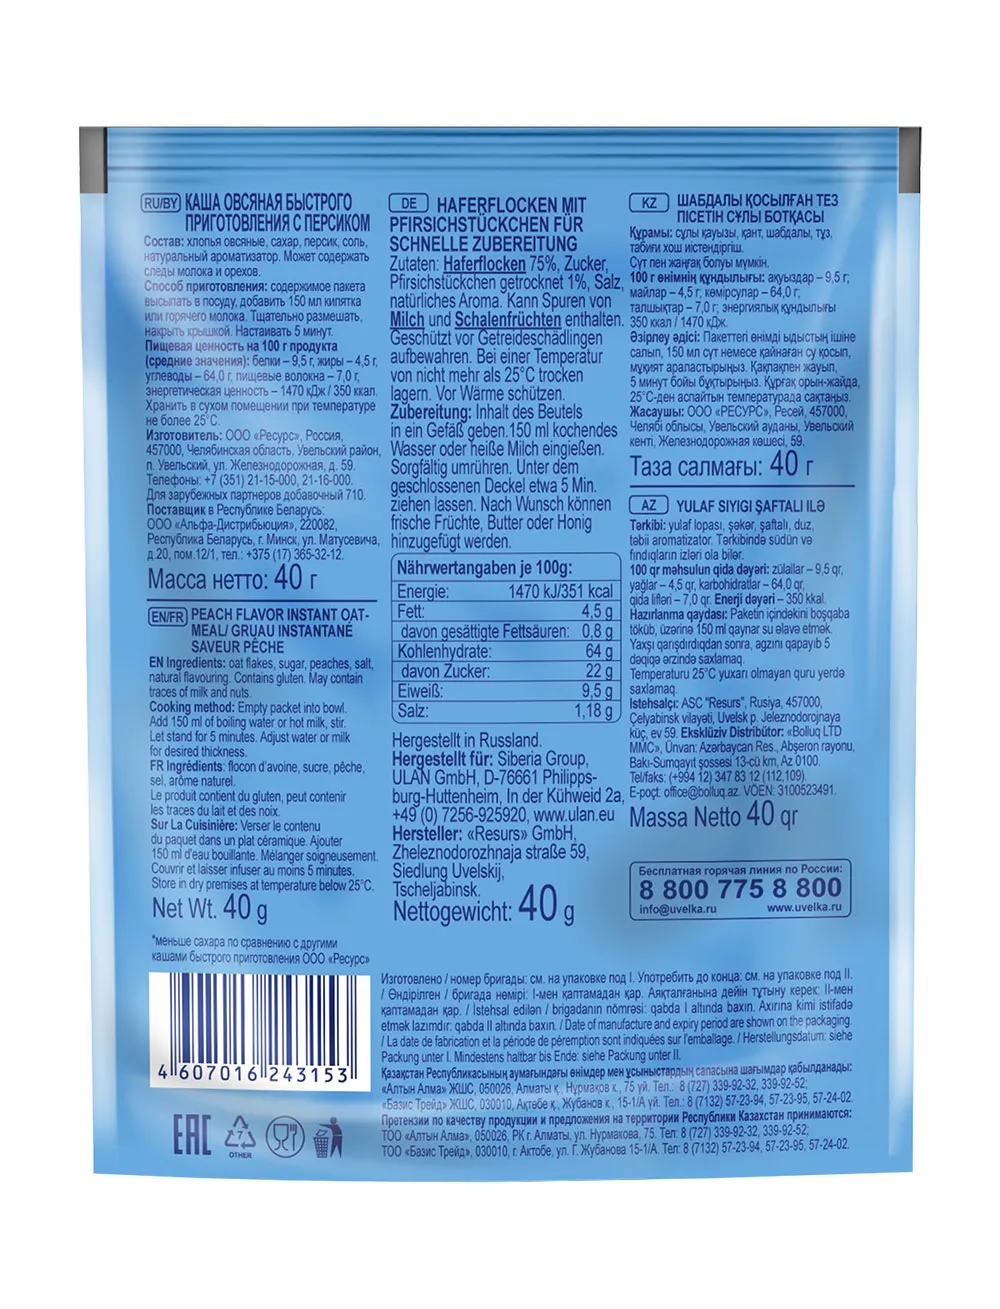 RU/BY КАША ОВСЯНАЯ БЫСТРОГО
ПРИГОТОВЛЕНИЯ С ПЕРСИКОМ
Состав: хлопья овсяные, сахар, персик, соль,
натуральный ароматизатор. Может содержать
следы молока и орехов.
Способ приготовления: содержимое пакета
высыпать в посуду, добавить 150 мл кипятка
или горячего молока. Тщательно размешать,
накрыть крышкой. Настаивать 5 минут.
Пищевая ценность на 100 г продукта
(средние значения): белки – 9,5 г, жиры – 4,5 г,
углеводы – 64,0 г, пищевые волокна – 7,0 г,
энергетическая ценность – 1470 кДж / 350 ккал.
Хранить в сухом помещении при температуре
не более 25°С.
Изготовитель: ООО «Ресурс», Россия,
457000, Челябинская область, Увельский район,
п. Увельский, ул. Железнодорожная, д. 59.
Телефоны: +7 (351) 21-15-000, 21-16-000.
Для зарубежных партнеров добавочный 710.
Поставщик в Республике Беларусь:
ООО «Альфа-Дистрибьюция», 220082,
Республика Беларусь, г. Минск, ул. Матусевича,
д.20, пом.12/1, тел.: +375 (17) 365-32-12.
Масса нетто: 40 г
EN/FR PEACH FLAVOR INSTANT OAT-
MEAL/ GRUAU INSTANTANÉ
SAVEUR PÊCHE
EN Ingredients: oat flakes, sugar, peaches, salt,
natural flavouring. Contains gluten. May contain
traces of milk and nuts.
Cooking method: Empty packet into bowl.
Add 150 ml of boiling water or hot milk, stir.
Let stand for 5 minutes. Adjust water or milk
for desired thickness.
FR Ingrédients: flocon d'avoine, sucre, pêche,
sel, arôme naturel.
Le produit contient du gluten, peut contenir
les traces du lait et des noix.
Sur La Cuisinière: Verser le contenu
du paquet dans un plat céramique. Ajouter
150 ml d'eau bouillante. Mélanger soigneusement.
Couvrir et laisser infuser au moins 5 minutes.
Store in dry premises at temperature below 25°C.
Net Wt. 40 g
*меньше сахара по сравнению с другими
кашами быстрого приготовления ООО «Ресурс»
4 607016 243153
EAC
OTHER
DE HAFERFLOCKEN MIT
PFIRSICHSTÜCKCHEN FÜR
SCHNELLE ZUBEREITUNG
Zutaten: Haferflocken 75%, Zucker,
Pfirsichstückchen getrocknet 1%, Salz,
natürliches Aroma. Kann Spuren von
Milch und Schalenfrüchten enthalten.
Geschützt vor Getreideschädlingen
aufbewahren. Bei einer Temperatur
von nicht mehr als 25°C trocken
lagern. Vor Wärme schützen.
Zubereitung: Inhalt des Beutels
in ein Gefäß geben.150 ml kochendes
Wasser oder heiße Milch eingießen.
Sorgfältig umrühren. Unter dem
geschlossenen Deckel etwa 5 Min.
ziehen lassen. Nach Wunsch können
frische Früchte, Butter oder Honig
hinzugefügt werden.
Nährwertangaben je 100g:
Energie: 1470 kJ/351 kcal
Fett: 4,5 g
davon gesättigte Fettsäuren: 0,8 g
Kohlenhydrate: 64 g
davon Zucker: 22 g
Eiweiß: 9,5 g
Salz: 1,18 g
Hergestellt in Russland.
Hergestellt für: Siberia Group,
ULAN GmbH, D-76661 Philipps-
burg-Huttenheim, In der Kühweid 2a,
+49 (0) 7256-925920, www.ulan.eu
Hersteller: «Resurs» GmbH,
Zheleznodorozhnaja straße 59,
Siedlung Uvelskij,
Tscheljabinsk.
Nettogewicht: 40 g
KZ ШАБДАЛЫ ҚОСЫЛҒАН ТЕЗ
ПІСЕТІН СҰЛЫ БОТҚАСЫ
Құрамы: сұлы қауызы, қант, шабдалы, тұз,
табиғи хош иістендіргіш.
Сүт пен жаңғақ болуы мүмкін.
100 г өнімнің құндылығы: ақуыздар – 9,5 г;
майлар – 4,5 г; көмірсулар – 64,0 г;
талшықтар – 7,0 г; энергиялық құндылығы
350 ккал / 1470 кДж.
Әзірлеу әдісі: Пакеттегі өнімді ыдыстың ішіне
салып, 150 мл сүт немесе қайнаған су қосып,
мұқият араластырыңыз. Қақпақпен жауып,
5 минут бойы бұқтырыңыз. Құрғақ орын-жайда,
25°С-ден аспайтын температурада сақтаңыз.
Жасаушы: ООО «РЕСУРС», Ресей, 457000,
Челябі облысы, Увельский ауданы, Увельский
кенті, Железнодорожная көшесі, 59.
Таза салмағы: 40 г
AZ YULAF SIYIGI ŞAFTALI ILƏ
Tərkibi: yulaf lopası, şəkər, şaftalı, duz,
təbii aromatizator. Tərkibində südün və
fındıqların izləri ola bilər.
100 qr məhsulun qida dəyəri: zülallar – 9,5 qr,
yağlar – 4,5 qr, karbohidratlar – 64,0 qr,
qida lifləri – 7,0 qr. Enerji dəyəri – 350 kkal.
Hazırlanma qaydası: Paketin içindəkini boşqaba
töküb, üzərinə 150 ml qaynar su əlavə etmək.
Yaxşı qarışdırdıqdan sonra, agzını qapayıb 5
dəqiqə ərzində saxlamaq.
Temperaturu 25°C yuxarı olmayan quru yerdə
saxlamaq.
Istehsalçı: ASC "Resurs", Rusiya, 457000,
Çelyabinsk vilayəti, Uvelsk p. Jeleznodorojnaya
küç, ev 59. Eksklüziv Distribütor: «Bolluq LTD
MMC», Ünvan: Azərbaycan Res., Abşeron rayonu,
Bakı-Sumqayıt şossesi 13-cü km, Az 0100.
Tel/faks: (+994 12) 347 83 12 (112,109).
E-poçt: office@bolluq.az. VÖEN: 3100523491.
Massa Netto 40 qr
Бесплатная горячая линия по России:
8 800 775 8 800
info@uvelka.ru www.uvelka.ru
Изготовлено / номер бригады: см. на упаковке под I. Употребить до конца: см. на упаковке под II.
/ Өндірілген / бригада немірі: I-мен қаптамадан қар. Аяқталғанына дейін тұтыну керек: II-мен
қаптамадан қар. / Istehsal edilən / briqadanın nömrəsi: qabda I altında baxın. Axırına kimi istifadə
etmək lazımdır: qabda II altında baxın. / Date of manufacture and expiry period are shown on the packaging.
/ La date de fabrication et la période de péremption sont indiquées sur l'emballage. / Herstellungsdatum: siehe
Packung unter I. Mindestens haltbar bis Ende: siehe Packung unter II.
Қазақстан Республикасының аумағындағы өнімдер мен ұсыныстардың сапасына шағымдар қабылданады:
«Алтын Алма» ЖШС, 050026, Алматы қ., Нурмаков к., 75 үй. Тел.: 8 (727) 339-92-32, 339-92-52;
«Базис Трейд» ЖШС, 030010, Ақтөбе қ., Жубанов к., 15-1/А үй. Тел.: 8 (7132) 57-23-94, 57-23-95, 57-24-02.
Претензии по качеству продукции и предложения на территории Республики Казахстан принимаются:
ТОО «Алтын Алма», 050026, РК г. Алматы, ул. Нурмакова, 75. Тел: 8 (727) 339-92-32, 339-92-52;
ТОО «Базис Трейд», 030010, г. Актобе, ул. Г. Жубанова 15-1/А. Тел: 8 (7132) 57-23-94, 57-23-95, 57-24-02.